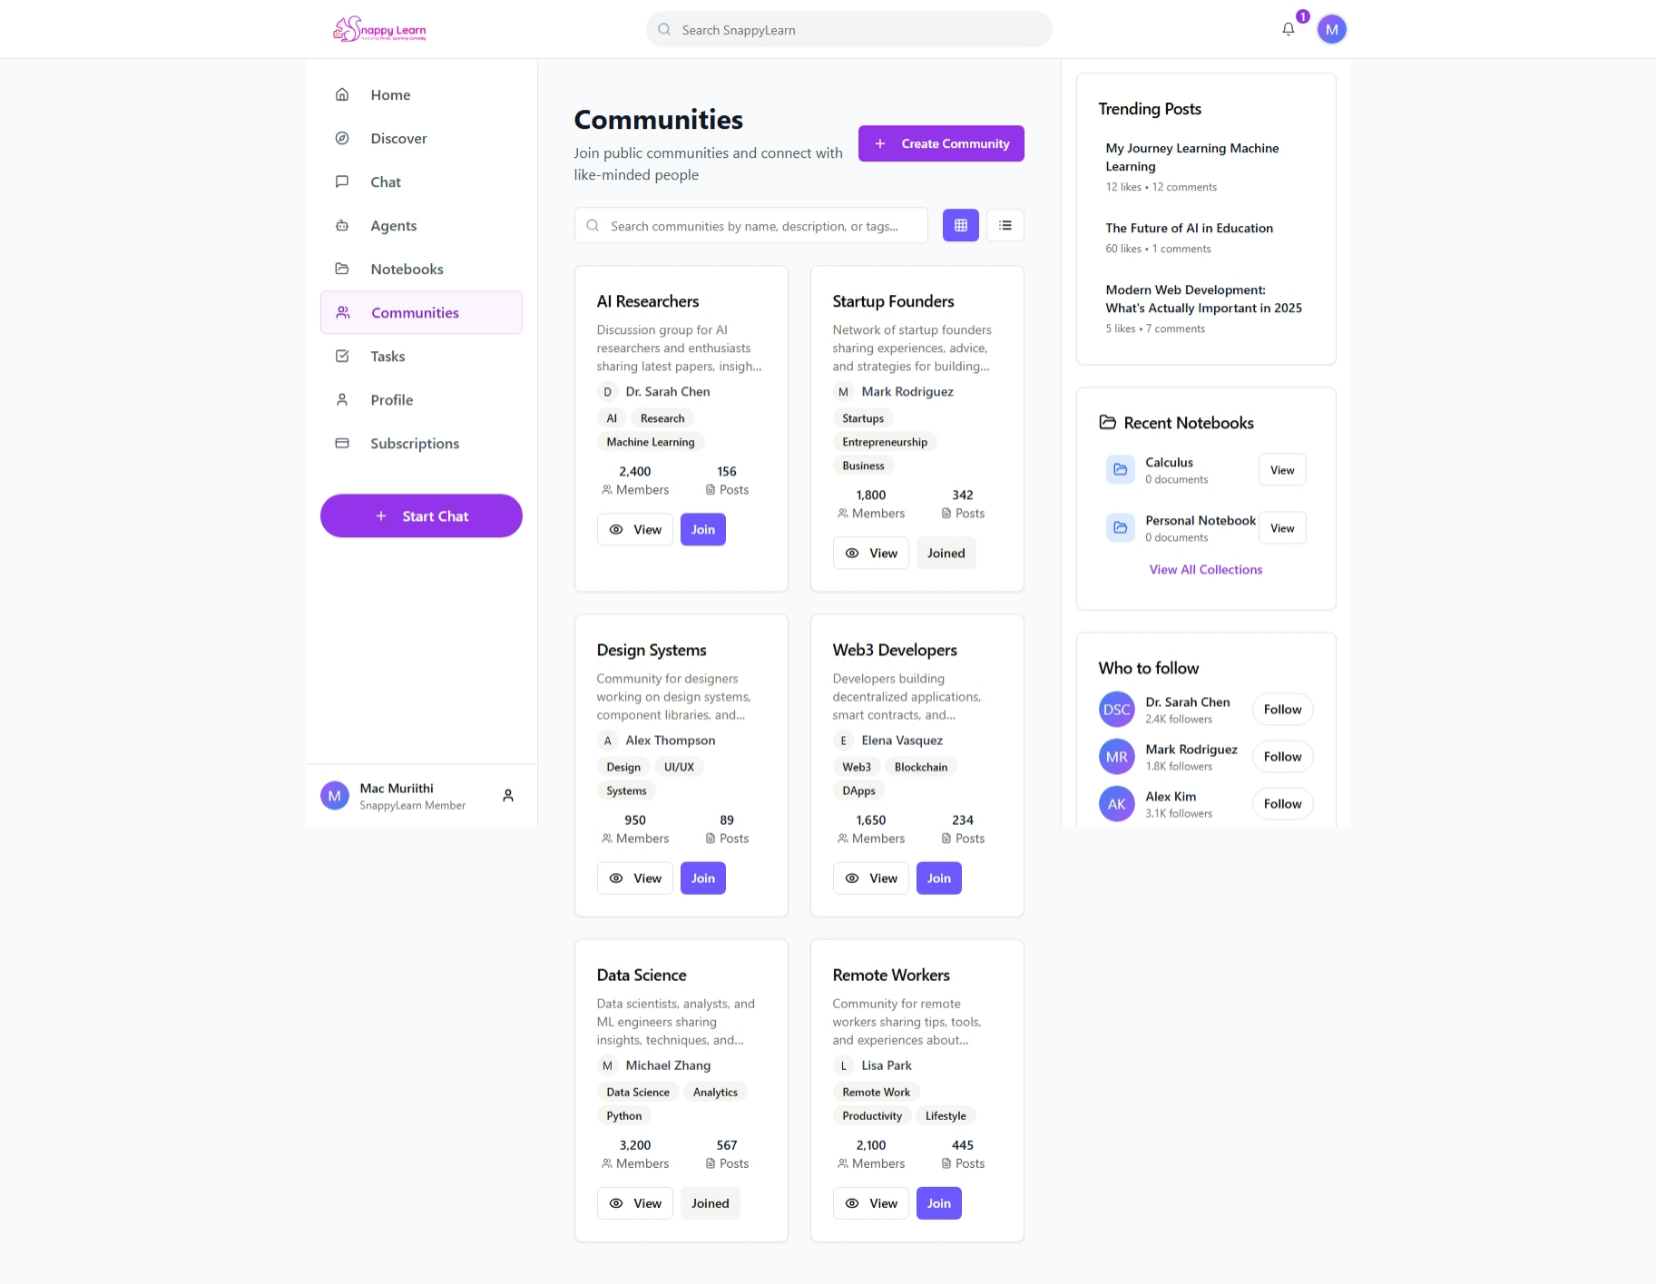 Snappy Learn
Search SnappyLearn
1
M
Home
Discover
Chat
Agents
Notebooks
Communities
Tasks
Profile
Subscriptions
Start Chat
M
Mac Muriithi
SnappyLearn Member
Communities
Join public communities and connect with
like-minded people
Create Community
Search communities by name, description, or tags...
AI Researchers
Discussion group for AI
researchers and enthusiasts
sharing latest papers, insigh...
D Dr. Sarah Chen
AI Research
Machine Learning
2,400 156
Members Posts
View Join
Startup Founders
Network of startup founders
sharing experiences, advice,
and strategies for building...
M Mark Rodriguez
Startups
Entrepreneurship
Business
1,800 342
Members Posts
View Joined
Design Systems
Community for designers
working on design systems,
component libraries, and...
A Alex Thompson
Design UI/UX
Systems
950 89
Members Posts
View Join
Web3 Developers
Developers building
decentralized applications,
smart contracts, and...
E Elena Vasquez
Web3 Blockchain
DApps
1,650 234
Members Posts
View Join
Data Science
Data scientists, analysts, and
ML engineers sharing
insights, techniques, and...
M Michael Zhang
Data Science Analytics
Python
3,200 567
Members Posts
View Joined
Remote Workers
Community for remote
workers sharing tips, tools,
and experiences about...
L Lisa Park
Remote Work
Productivity Lifestyle
2,100 445
Members Posts
View Join
Trending Posts
My Journey Learning Machine
Learning
12 likes • 12 comments
The Future of AI in Education
60 likes • 1 comments
Modern Web Development:
What's Actually Important in 2025
5 likes • 7 comments
Recent Notebooks
Calculus
0 documents
View
Personal Notebook
0 documents
View
View All Collections
Who to follow
DSC
Dr. Sarah Chen
2.4K followers
Follow
MR
Mark Rodriguez
1.8K followers
Follow
AK
Alex Kim
3.1K followers
Follow